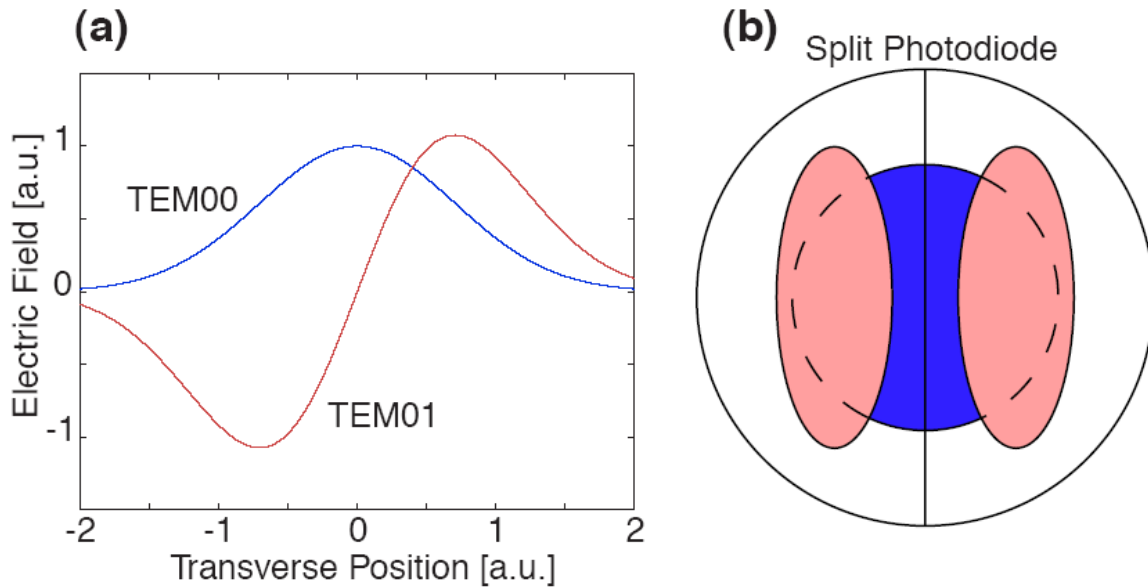 (a)
Electric Field [a.u.]
1
0
-1
TEM00
TEM01
-2
-1
0
1
2
Transverse Position [a.u.]
(b)
Split Photodiode